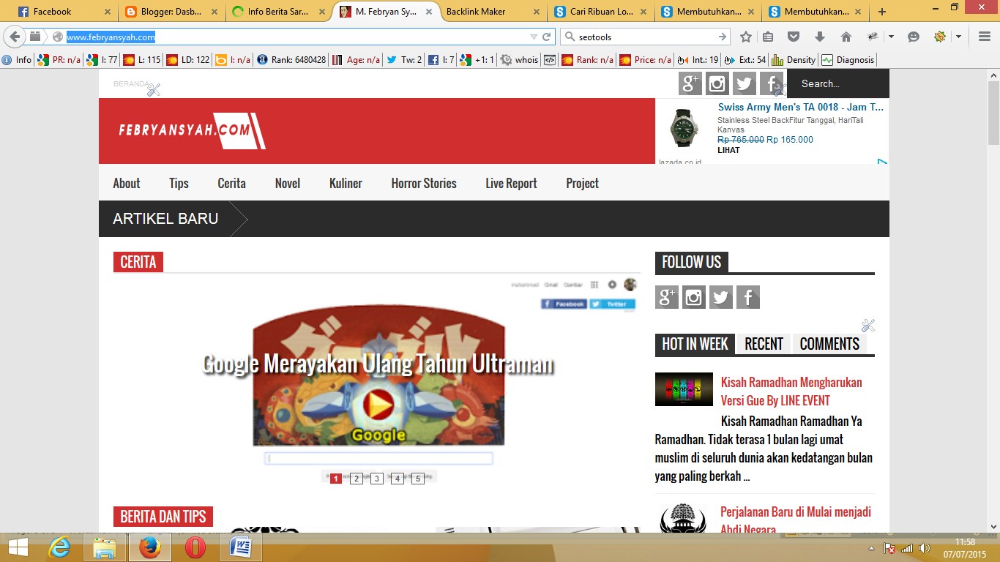 Facebook
Blogger: Dasb...
Info Berita Sar...
M. Febryan Sy...
Backlink Maker
Cari Ribuan Lo...
Membutuhkan...
Membutuhkan...
www.febryansyah.com
seotools
Info
PR: n/a
I: 77
L: 115
LD: 122
I: n/a
Rank: 6480428
Age: n/a
Tw: 2
I: 7
+1: 1
whois
Rank: n/a
Price: n/a
Int.: 19
Ext.: 54
Density
Diagnosis
BERANDA
Search...
FEBRYANSYAH.COM
Swiss Army Men's TA 0018 - Jam T...
Stainless Steel BackFitur Tanggal, HariTali
Kanvas
Rp 765.000 Rp 165.000
LIHAT
lazada.co.id
About
Tips
Cerita
Novel
Kuliner
Horror Stories
Live Report
Project
ARTIKEL BARU
CERITA
Gmail
Gambar
Facebook
Twitter
グーグル
Google Merayakan Ulang Tahun Ultraman
Google
1 2 3 4 5
BERITA DAN TIPS
FOLLOW US
HOT IN WEEK
RECENT
COMMENTS
Kisah Ramadhan Mengharukan
Versi Gue By LINE EVENT
Kisah Ramadhan Ramadhan Ya
Ramadhan. Tidak terasa 1 bulan lagi umat
muslim di seluruh dunia akan kedatangan bulan
yang paling berkah ...
Perjalanan Baru di Mulai menjadi
Abdi Negara
11:58
07/07/2015